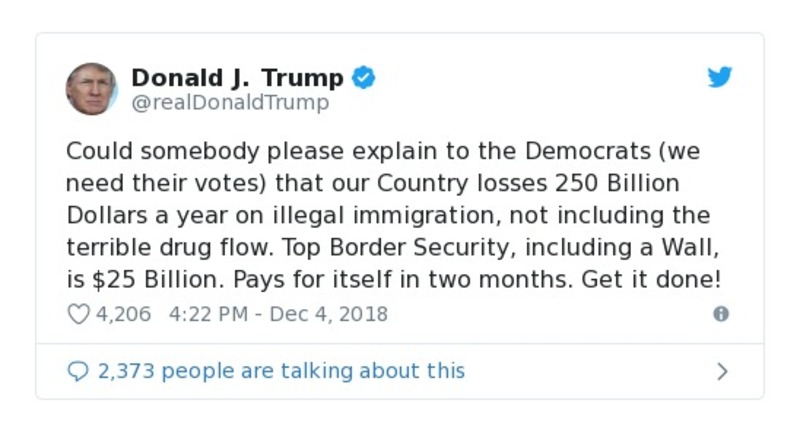 Donald J. Trump
@realDonaldTrump
Could somebody please explain to the Democrats (we
need their votes) that our Country losses 250 Billion
Dollars a year on illegal immigration, not including the
terrible drug flow. Top Border Security, including a Wall,
is $25 Billion. Pays for itself in two months. Get it done!
4,206 4:22 PM - Dec 4, 2018
2,373 people are talking about this